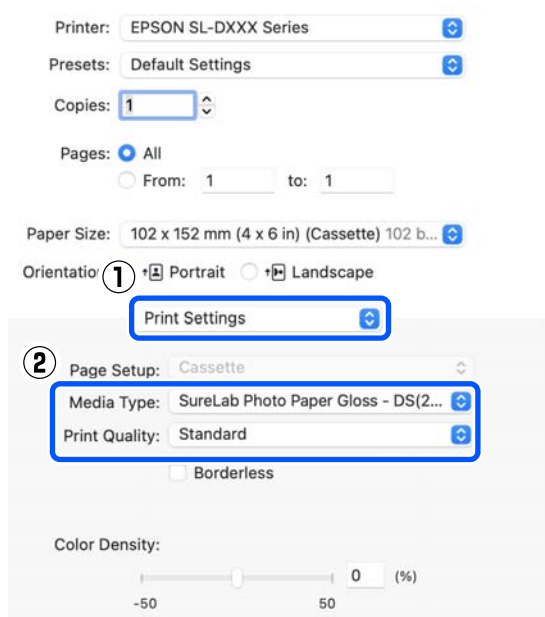 Printer: EPSON SL-DXXX Series
Presets: Default Settings
Copies: 1
Pages: All
From: 1 to: 1
Paper Size: 102 x 152 mm (4 x 6 in) (Cassette) 102 b...
Orientatio 1 Portrait Landscape
Print Settings
2
Page Setup: Cassette
Media Type: SureLab Photo Paper Gloss - DS(2...
Print Quality: Standard
Borderless
Color Density:
0 (%)
-50 50